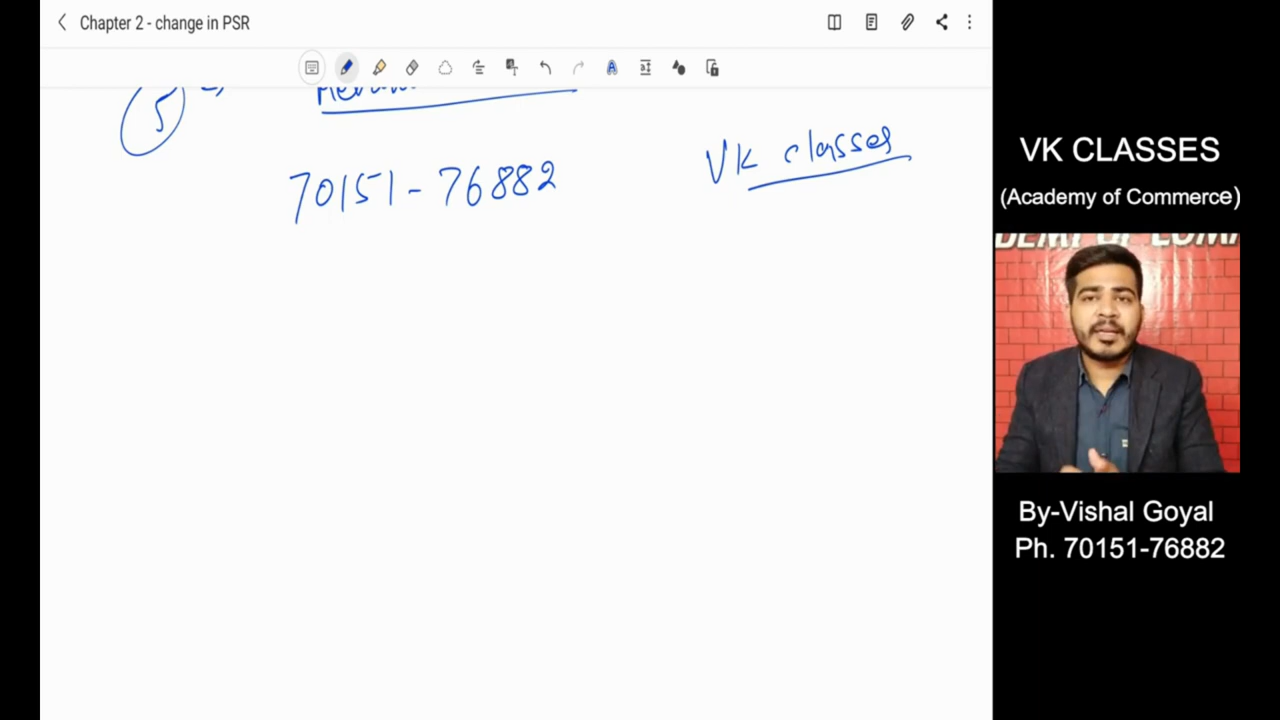 Chapter 2 - change in PSR
5
70151-76882
VK classes
VK CLASSES
(Academy of Commerce)
By-Vishal Goyal
Ph. 70151-76882